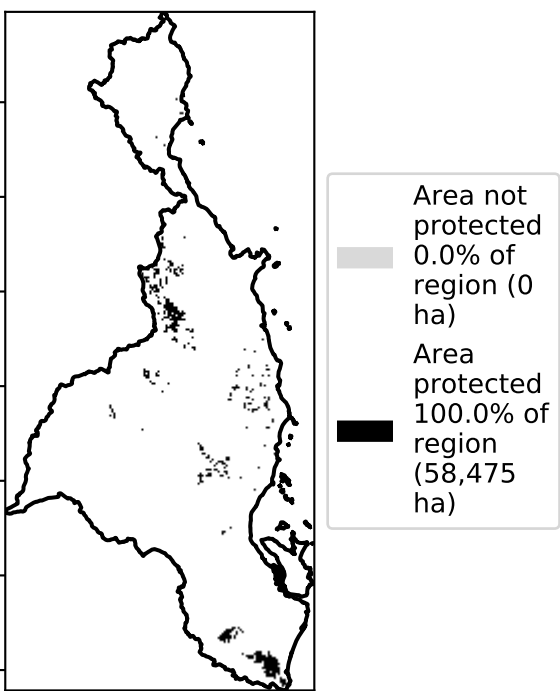 Area not
protected
0.0% of
region (0
ha)
Area
protected
100.0% of
region
(58,475
ha)